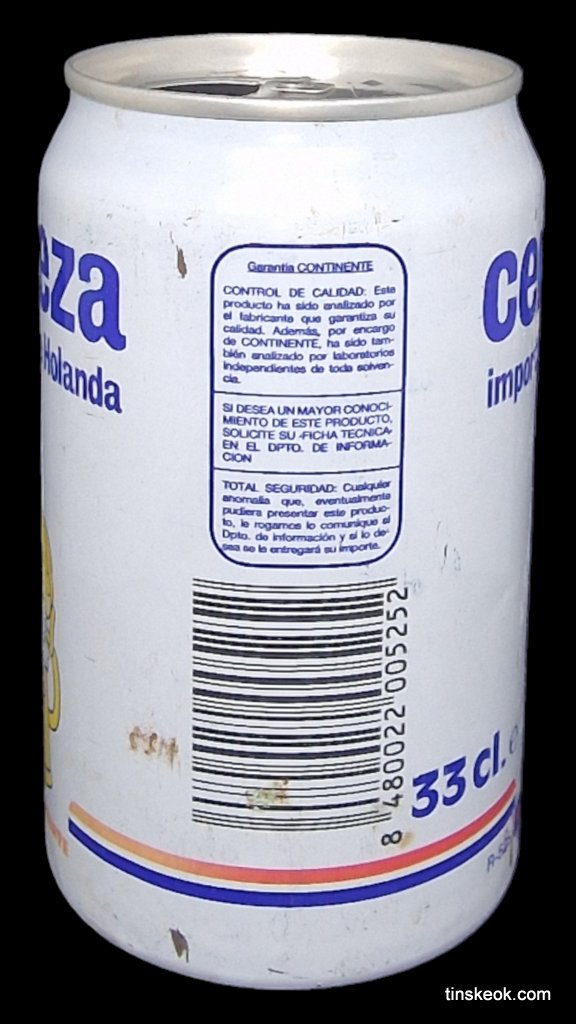 Garantía CONTINENTE
CONTROL DE CALIDAD: Este
producto ha sido analizado por
el fabricante que garantiza su
calidad. Además, por encargo
de CONTINENTE, ha sido tam-
bién analizado por laboratorios
independientes de toda solven-
cia.
SI DESEA UN MAYOR CONOCI-
MIENTO DE ESTE PRODUCTO,
SOLICITE SU «FICHA TECNICA»
EN EL DPTO. DE INFORMA-
CION
TOTAL SEGURIDAD: Cualquier
anomalía que, eventualmente
pudiera presentar este produc-
to, le rogamos lo comunique al
Dpto. de información y si lo de-
sea se le entregará su importe.
eza
Holanda
ce
impor
8 480022 005252
33 cl. e
tinskeok.com